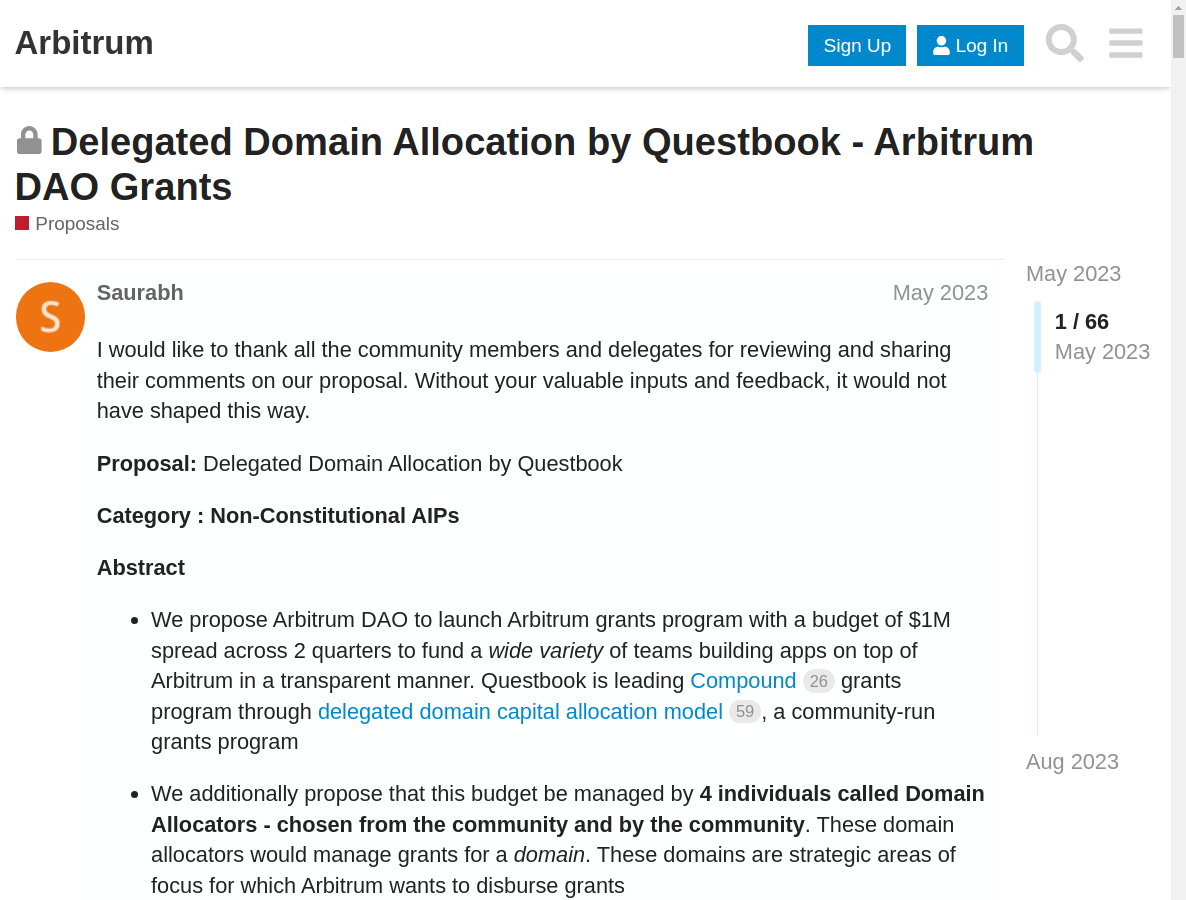 Arbitrum
Sign Up
Log In
Delegated Domain Allocation by Questbook - Arbitrum
DAO Grants
Proposals
S
Saurabh
May 2023
I would like to thank all the community members and delegates for reviewing and sharing
their comments on our proposal. Without your valuable inputs and feedback, it would not
have shaped this way.
Proposal: Delegated Domain Allocation by Questbook
Category : Non-Constitutional AIPs
Abstract
We propose Arbitrum DAO to launch Arbitrum grants program with a budget of $1M
spread across 2 quarters to fund a wide variety of teams building apps on top of
Arbitrum in a transparent manner. Questbook is leading Compound 26 grants
program through delegated domain capital allocation model 59, a community-run
grants program
We additionally propose that this budget be managed by 4 individuals called Domain
Allocators - chosen from the community and by the community. These domain
allocators would manage grants for a domain. These domains are strategic areas of
focus for which Arbitrum wants to disburse grants
May 2023
1 / 66
May 2023
Aug 2023